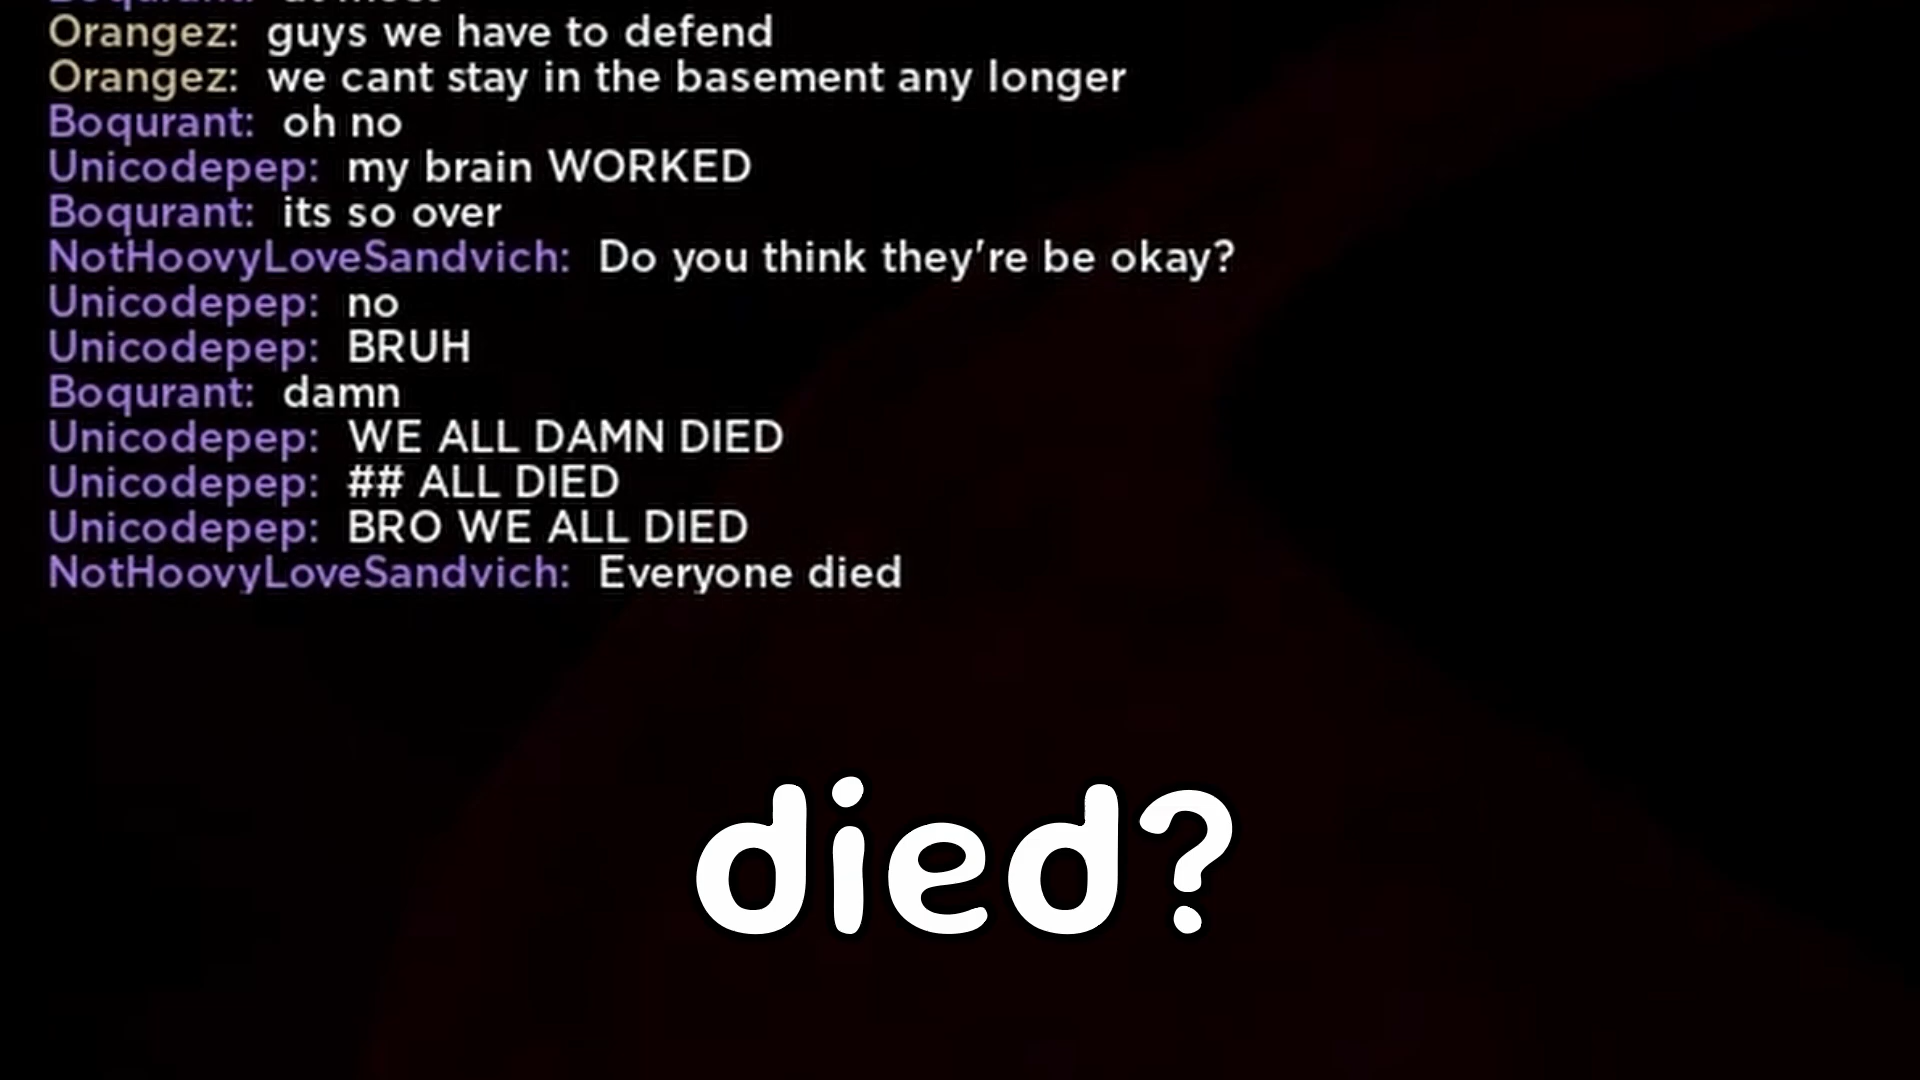 Orangez: guys we have to defend
Orangez: we cant stay in the basement any longer
Boqurant: oh no
Unicodepep: my brain WORKED
Boqurant: its so over
NotHoovyLoveSandvich: Do you think they're be okay?
Unicodepep: no
Unicodepep: BRUH
Boqurant: damn
Unicodepep: WE ALL DAMN DIED
Unicodepep: ## ALL DIED
Unicodepep: BRO WE ALL DIED
NotHoovyLoveSandvich: Everyone died
died?